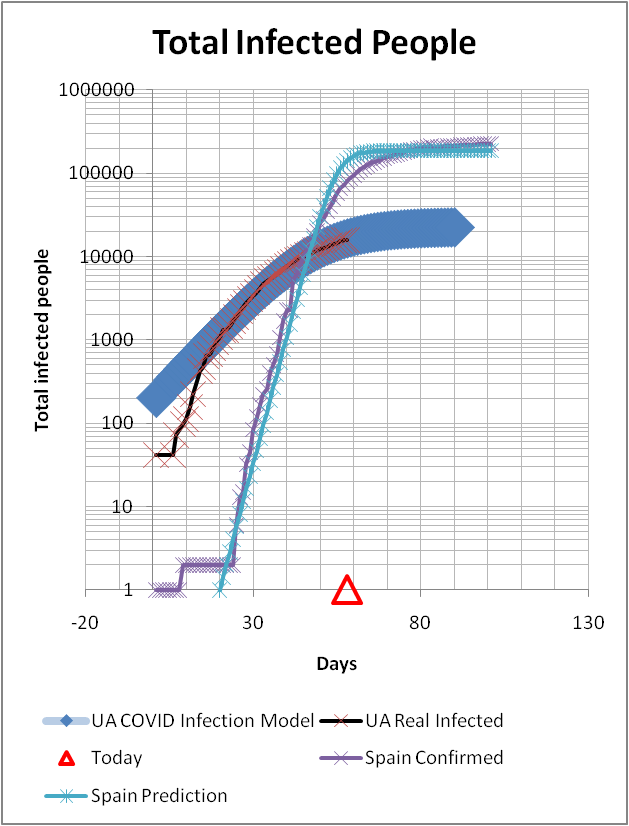 Total Infected People
1000000
100000
10000
1000
100
10
1
-20 30 80 130
Total infected people
Days
UA COVID Infection Model UA Real Infected
Today Spain Confirmed
Spain Prediction